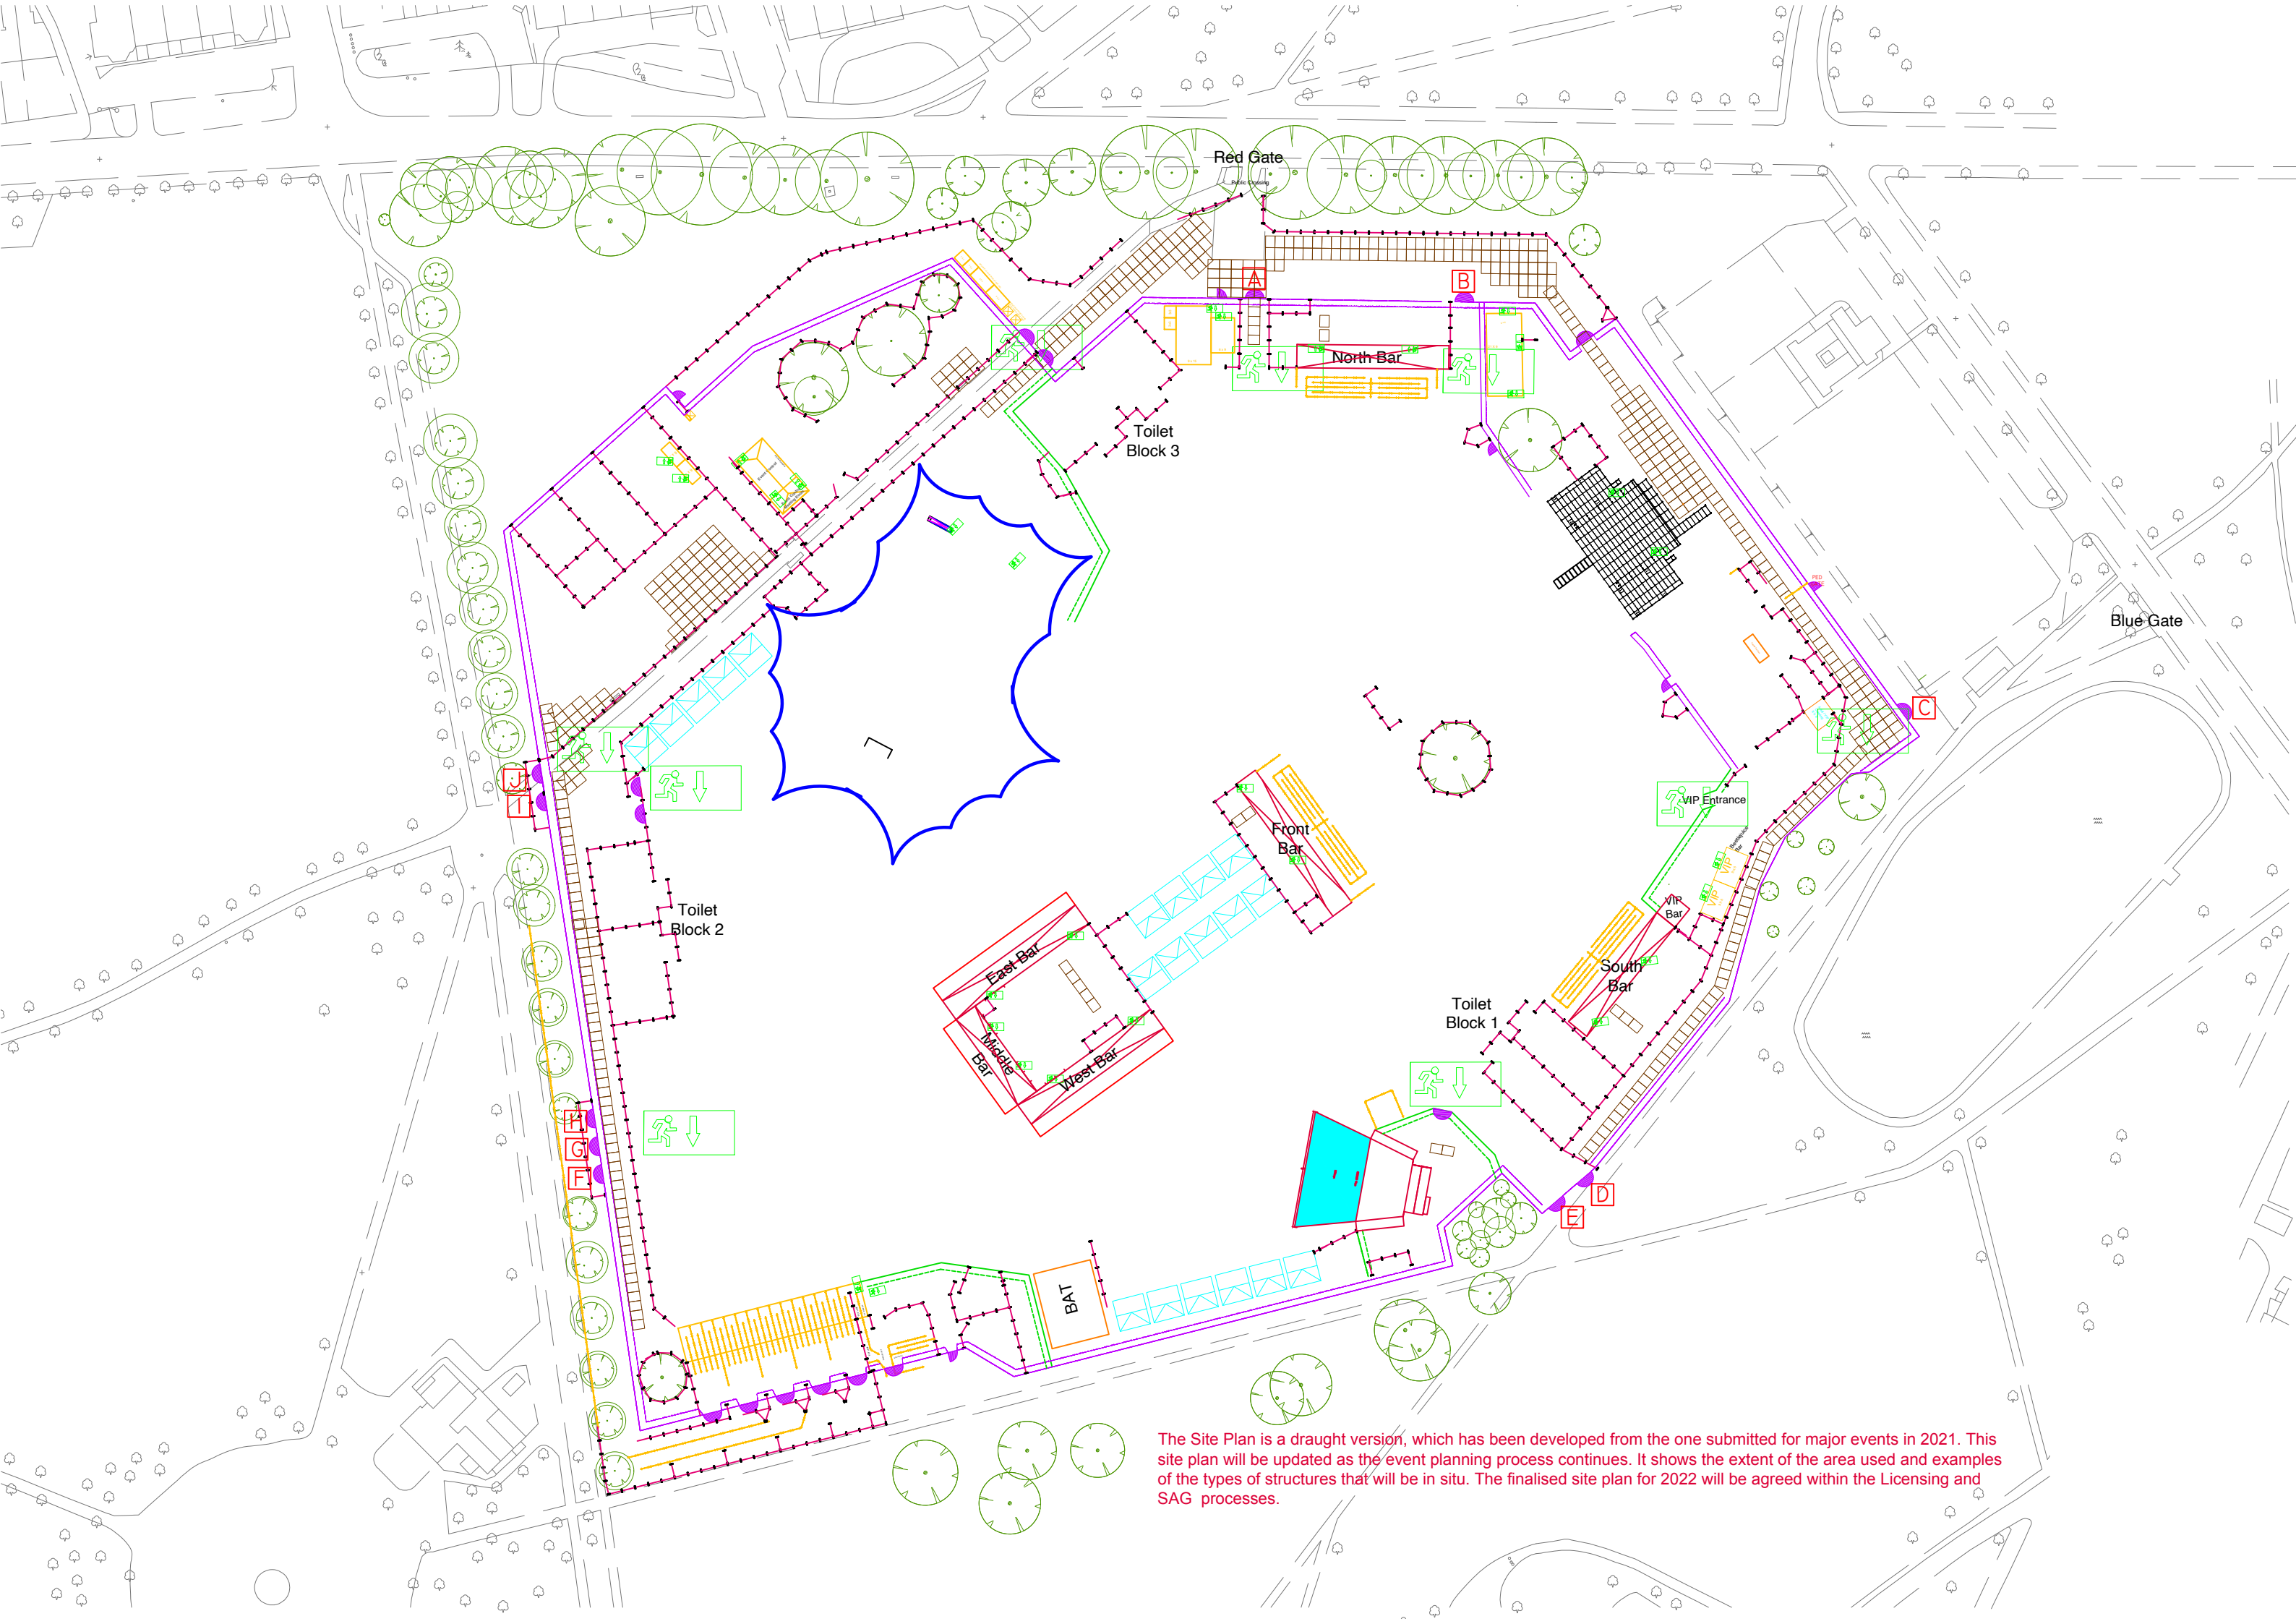 Red Gate
Public Crossing
A
B
North Bar
Toilet
Block 3
PED
Blue Gate
C
J
I
VIP Entrance
Front
Bar
VIP
VIP
VIP
Bar
Toilet
Block 2
East Bar
South
Bar
Toilet
Block 1
Middle
Bar
West Bar
H
G
F
D
E
BAT
The Site Plan is a draught version, which has been developed from the one submitted for major events in 2021. This
site plan will be updated as the event planning process continues. It shows the extent of the area used and examples
of the types of structures that will be in situ. The finalised site plan for 2022 will be agreed within the Licensing and
SAG processes.